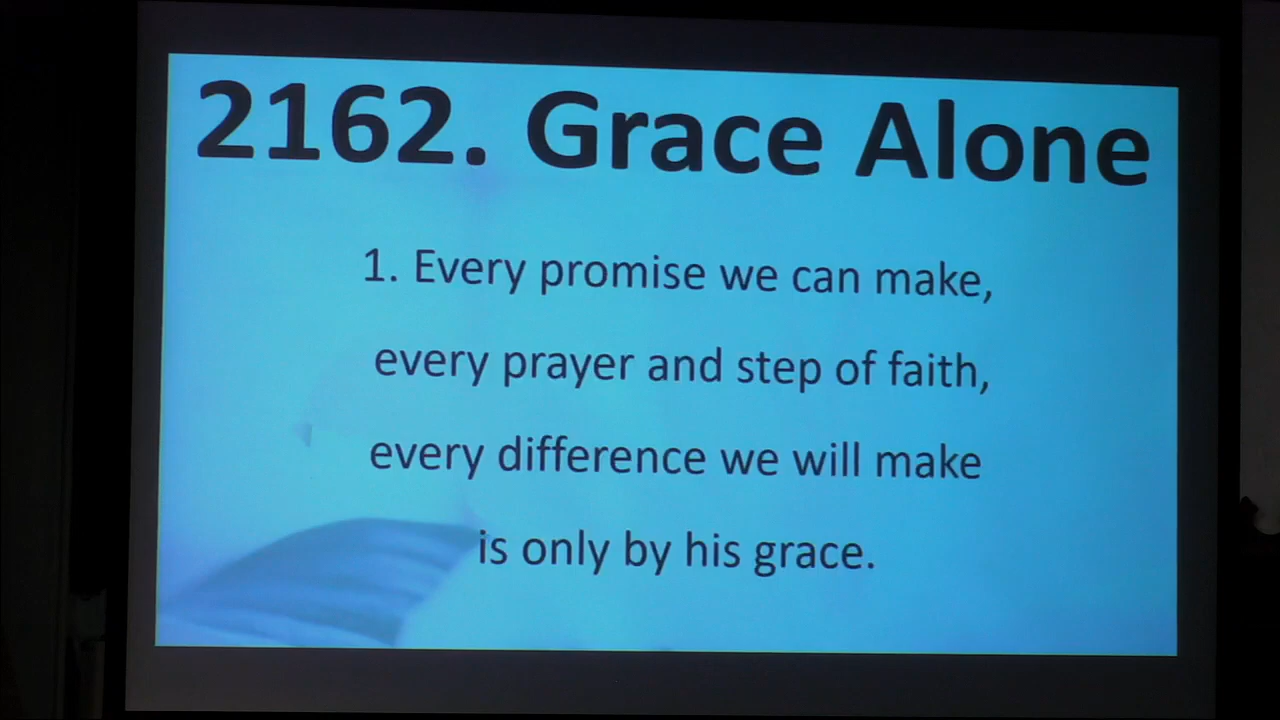 2162. Grace Alone
1. Every promise we can make,
every prayer and step of faith,
every difference we will make
is only by his grace.